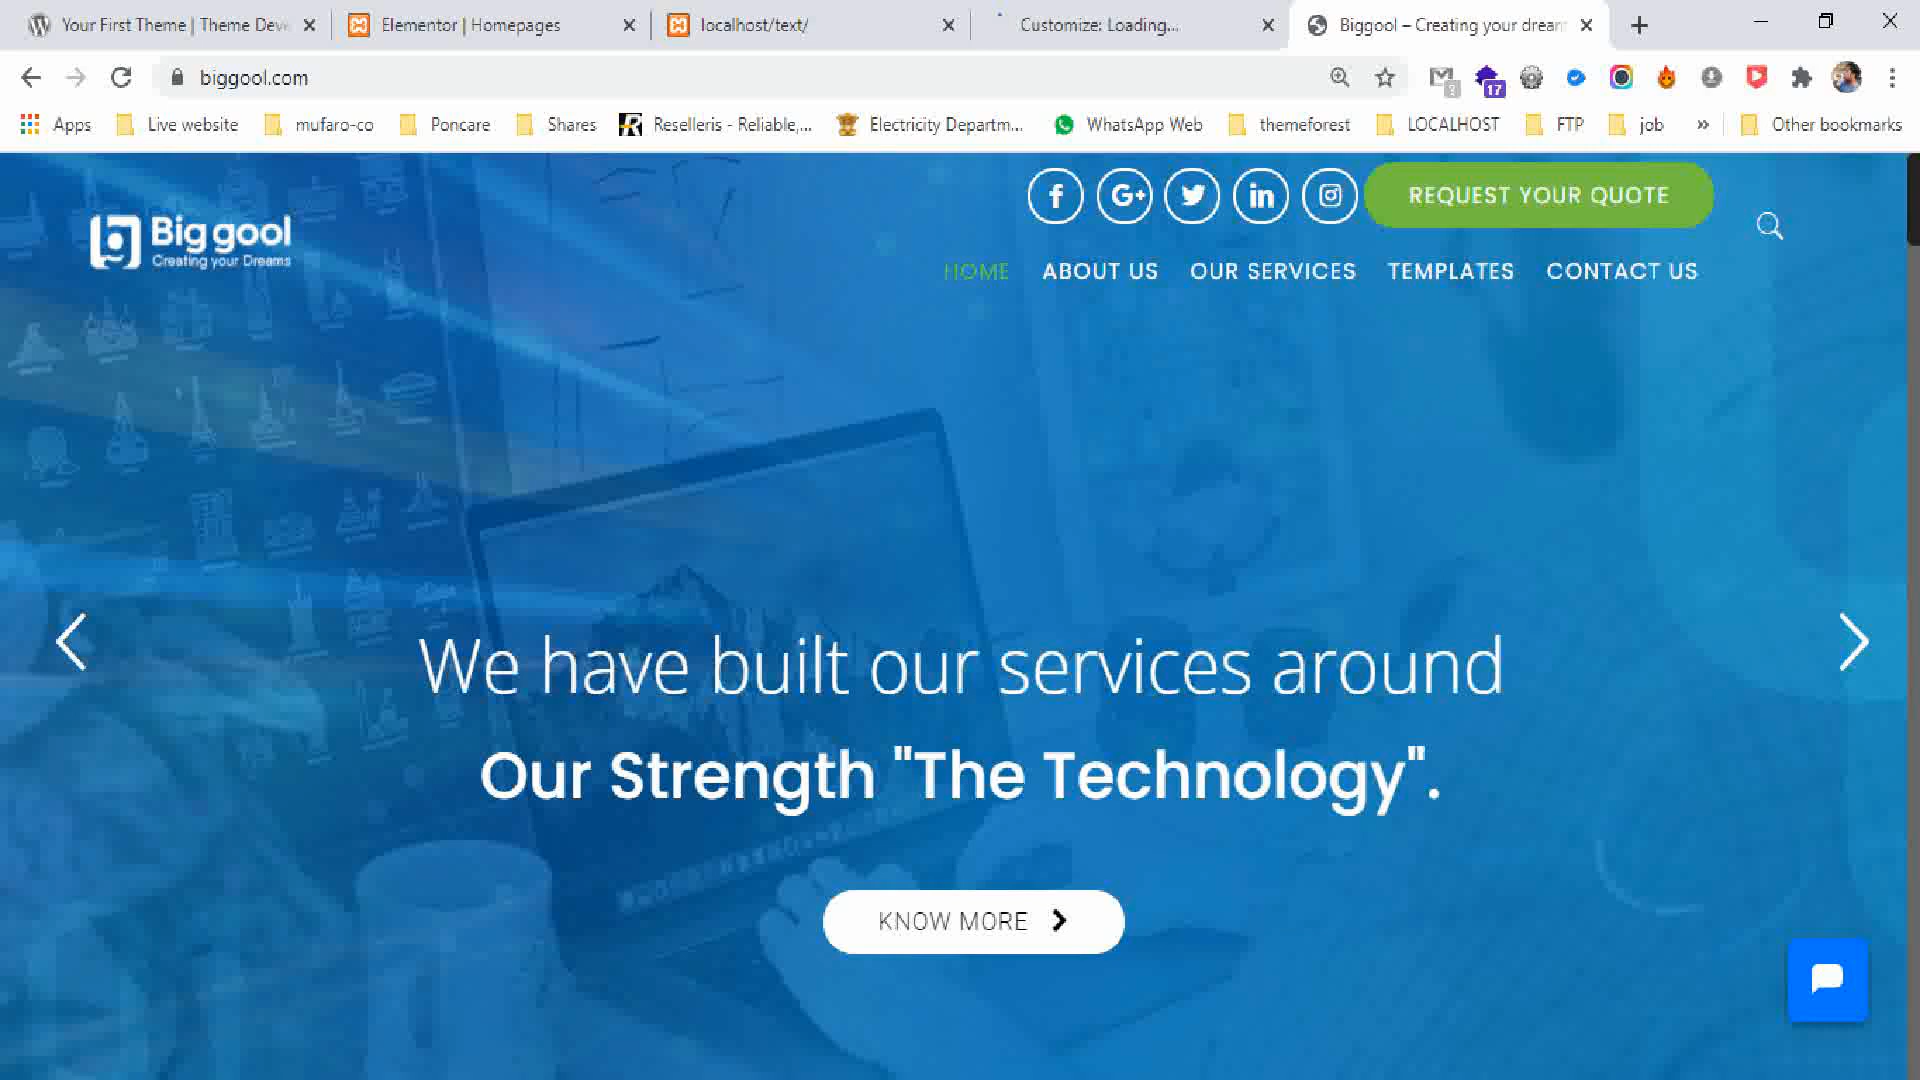 Your First Theme | Theme Deve
Elementor | Homepages
localhost/text/
Customize: Loading...
Biggool – Creating your dream
biggool.com
17
Apps
Live website
mufaro-co
Poncare
Shares
Reselleris - Reliable,...
Electricity Departm...
WhatsApp Web
themeforest
LOCALHOST
FTP
job
»
Other bookmarks
REQUEST YOUR QUOTE
Big gool
Creating your Dreams
HOME
ABOUT US
OUR SERVICES
TEMPLATES
CONTACT US
We have built our services around
Our Strength "The Technology".
KNOW MORE